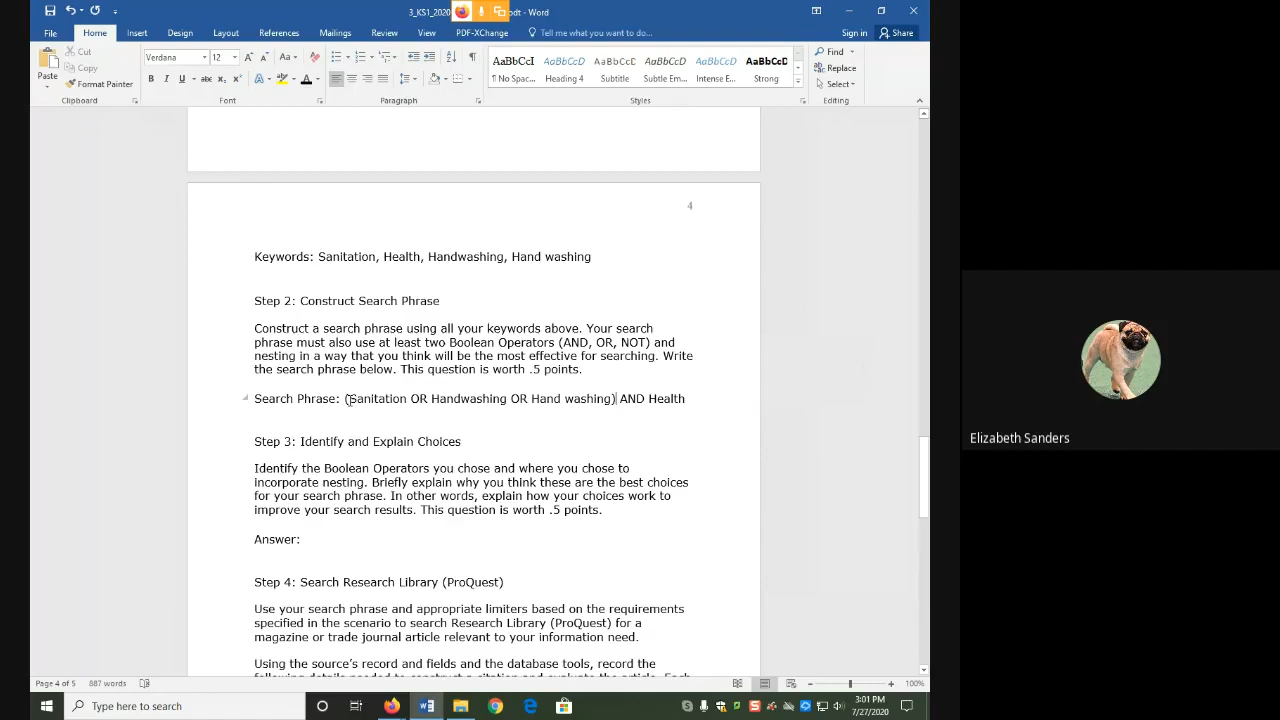 3_KS1_2020
odt - Word
Sign in
Share
File
Home
Insert
Design
Layout
References
Mailings
Review
View
PDF-XChange
Tell me what you want to do...
Paste
Cut
Copy
Format Painter
Clipboard
Verdana
12
Font
Paragraph
AaBbCcI
AaBbCcD
AaBbCcD
AaBbCcD
AaBbCcD
AaBbCcD
¶ No Spac...
Heading 4
Subtitle
Subtle Em...
Intense E...
Strong
Styles
Find
Replace
Select
Editing
4
Keywords: Sanitation, Health, Handwashing, Hand washing
Step 2: Construct Search Phrase
Construct a search phrase using all your keywords above. Your search
phrase must also use at least two Boolean Operators (AND, OR, NOT) and
nesting in a way that you think will be the most effective for searching. Write
the search phrase below. This question is worth .5 points.
Search Phrase: (Sanitation OR Handwashing OR Hand washing) AND Health
Step 3: Identify and Explain Choices
Identify the Boolean Operators you chose and where you chose to
incorporate nesting. Briefly explain why you think these are the best choices
for your search phrase. In other words, explain how your choices work to
improve your search results. This question is worth .5 points.
Answer:
Step 4: Search Research Library (ProQuest)
Use your search phrase and appropriate limiters based on the requirements
specified in the scenario to search Research Library (ProQuest) for a
magazine or trade journal article relevant to your information need.
Using the source's record and fields and the database tools, record the
following details needed to construct a citation and evaluate the article. Each
Page 4 of 5
887 words
100%
Type here to search
3:01 PM
7/27/2020
Elizabeth Sanders